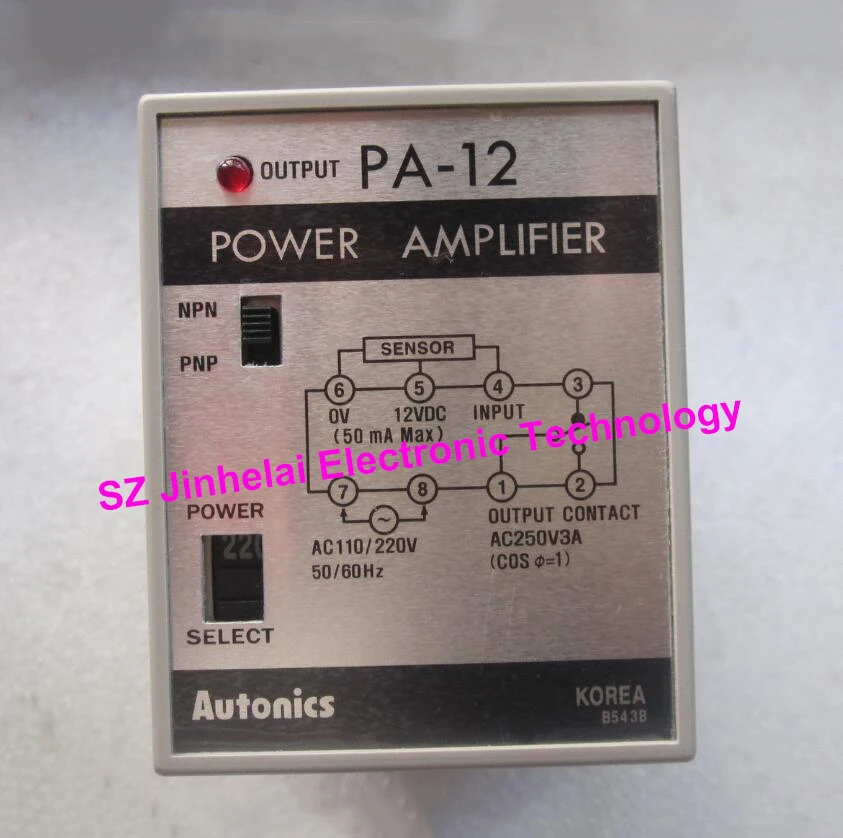 OUTPUT PA-12
POWER AMPLIFIER
NPN
PNP
SENSOR
6 5 4 3
0V 12VDC INPUT
(50 mA Max)
SZ Jinhelai Electronic Technology
7 8 1 2
POWER
OUTPUT CONTACT
AC110/220V AC250V3A
50/60Hz (COS φ=1)
220
SELECT
Autonics KOREA
B543B